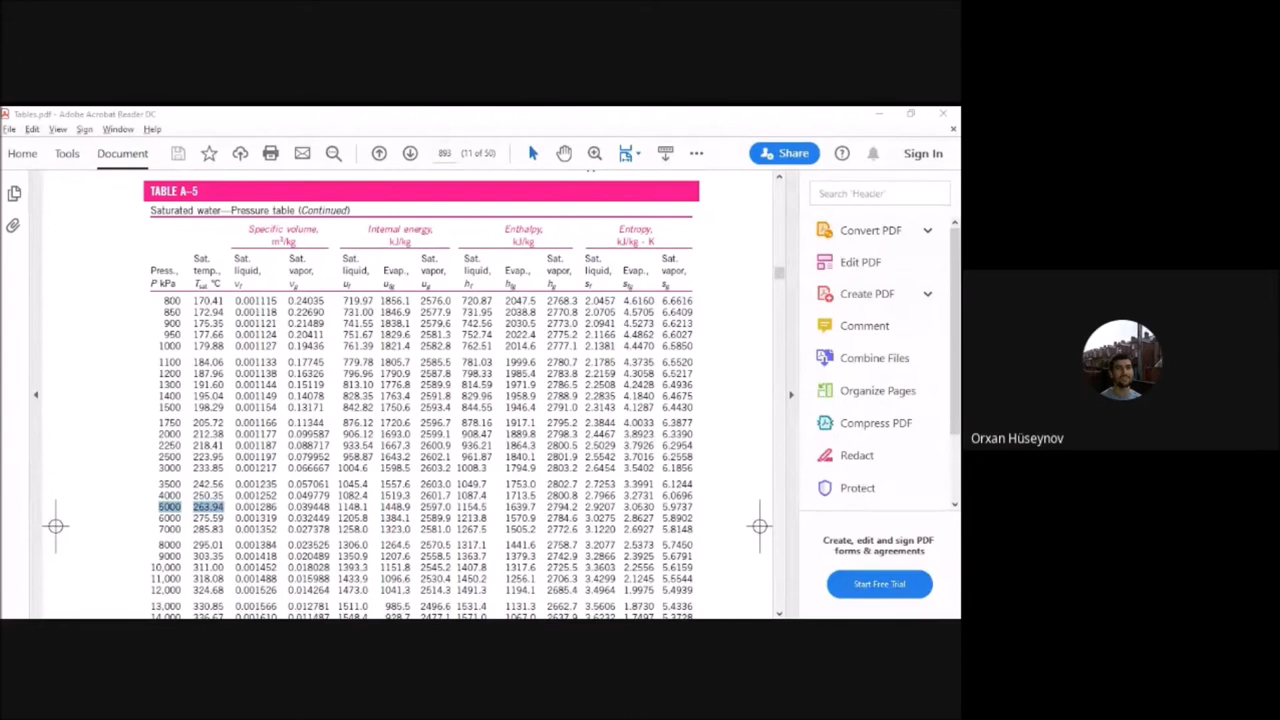 Tables.pdf - Adobe Acrobat Reader DC
File Edit View Sign Window Help
Home Tools Document 893 (11 of 50) Share Sign In
TABLE A–5
Saturated water—Pressure table (Continued)
Specific volume, Internal energy, Enthalpy, Entropy,
m³/kg kJ/kg kJ/kg kJ/kg · K
Sat. Sat. Sat. Sat. Sat. Sat. Sat. Sat. Sat.
Press., temp., liquid, vapor, liquid, Evap., vapor, liquid, Evap., vapor, liquid, Evap., vapor,
P kPa Tsat °C vf vg uf ufg ug hf hfg hg sf sfg sg
800 170.41 0.001115 0.24035 719.97 1856.1 2576.0 720.87 2047.5 2768.3 2.0457 4.6160 6.6616
850 172.94 0.001118 0.22690 731.00 1846.9 2577.9 731.95 2038.8 2770.8 2.0705 4.5705 6.6409
900 175.35 0.001121 0.21489 741.55 1838.1 2579.6 742.56 2030.5 2773.0 2.0941 4.5273 6.6213
950 177.66 0.001124 0.20411 751.67 1829.6 2581.3 752.74 2022.4 2775.2 2.1166 4.4862 6.6027
1000 179.88 0.001127 0.19436 761.39 1821.4 2582.8 762.51 2014.6 2777.1 2.1381 4.4470 6.5850
1100 184.06 0.001133 0.17745 779.78 1805.7 2585.5 781.03 1999.6 2780.7 2.1785 4.3735 6.5520
1200 187.96 0.001138 0.16326 796.96 1790.9 2587.8 798.33 1985.4 2783.8 2.2159 4.3058 6.5217
1300 191.60 0.001144 0.15119 813.10 1776.8 2589.9 814.59 1971.9 2786.5 2.2508 4.2428 6.4936
1400 195.04 0.001149 0.14078 828.35 1763.4 2591.8 829.96 1958.9 2788.9 2.2835 4.1840 6.4675
1500 198.29 0.001154 0.13171 842.82 1750.6 2593.4 844.55 1946.4 2791.0 2.3143 4.1287 6.4430
1750 205.72 0.001166 0.11344 876.12 1720.6 2596.7 878.16 1917.1 2795.2 2.3844 4.0033 6.3877
2000 212.38 0.001177 0.099587 906.12 1693.0 2599.1 908.47 1889.8 2798.3 2.4467 3.8923 6.3390
2250 218.41 0.001187 0.088717 933.54 1667.3 2600.9 936.21 1864.3 2800.5 2.5029 3.7926 6.2954
2500 223.95 0.001197 0.079952 958.87 1643.2 2602.1 961.87 1840.1 2801.9 2.5542 3.7016 6.2558
3000 233.85 0.001217 0.066667 1004.6 1598.5 2603.2 1008.3 1794.9 2803.2 2.6454 3.5402 6.1856
3500 242.56 0.001235 0.057061 1045.4 1557.6 2603.0 1049.7 1753.0 2802.7 2.7253 3.3991 6.1244
4000 250.35 0.001252 0.049779 1082.4 1519.3 2601.7 1087.4 1713.5 2800.8 2.7966 3.2731 6.0696
5000 263.94 0.001286 0.039448 1148.1 1448.9 2597.0 1154.5 1639.7 2794.2 2.9207 3.0530 5.9737
6000 275.59 0.001319 0.032449 1205.8 1384.1 2589.9 1213.8 1570.9 2784.6 3.0275 2.8627 5.8902
7000 285.83 0.001352 0.027378 1258.0 1323.0 2581.0 1267.5 1505.2 2772.6 3.1220 2.6927 5.8148
8000 295.01 0.001384 0.023525 1306.0 1264.5 2570.5 1317.1 1441.6 2758.7 3.2077 2.5373 5.7450
9000 303.35 0.001418 0.020489 1350.9 1207.6 2558.5 1363.7 1379.3 2742.9 3.2866 2.3925 5.6791
10,000 311.00 0.001452 0.018028 1393.3 1151.8 2545.2 1407.8 1317.6 2725.5 3.3603 2.2556 5.6159
11,000 318.08 0.001488 0.015988 1433.9 1096.6 2530.4 1450.2 1256.1 2706.3 3.4299 2.1245 5.5544
12,000 324.68 0.001526 0.014264 1473.0 1041.3 2514.3 1491.3 1194.1 2685.4 3.4964 1.9975 5.4939
13,000 330.85 0.001566 0.012781 1511.0 985.5 2496.6 1531.4 1131.3 2662.7 3.5606 1.8730 5.4336
14,000 336.67 0.001610 0.011487 1548.4 928.7 2477.1 1571.0 1067.0 2637.9 3.6232 1.7497 5.3728
Search 'Header'
Convert PDF
Edit PDF
Create PDF
Comment
Combine Files
Organize Pages
Compress PDF
Redact
Protect
Create, edit and sign PDF
forms & agreements
Start Free Trial
Orxan Hüseynov